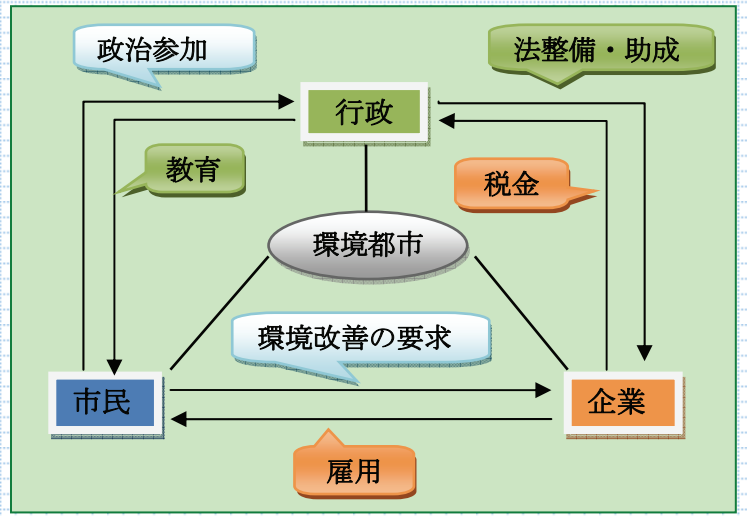 政治参加
法整備・助成
行政
教育
税金
環境都市
環境改善の要求
市民
企業
雇用